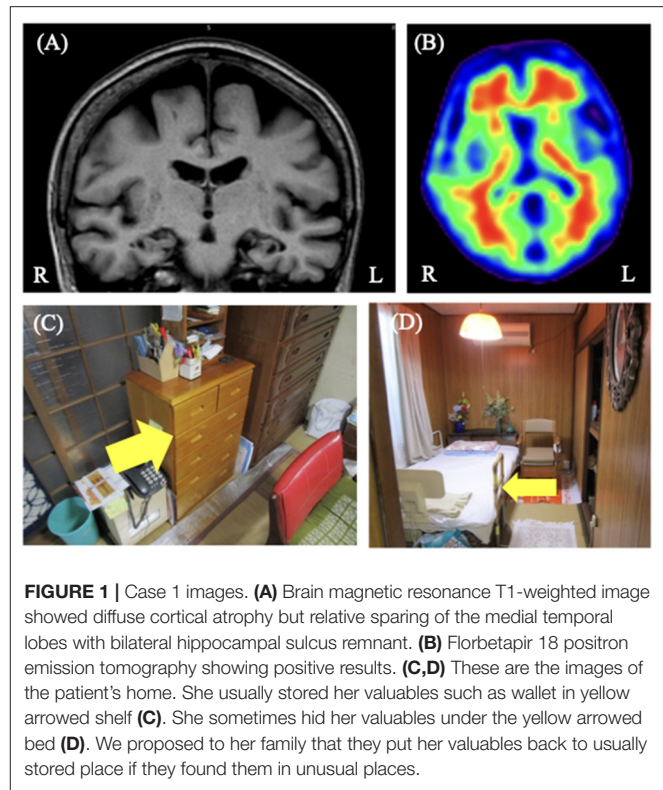 (A)
S
R
L
(B)
R
L
(C)
(D)
FIGURE 1 | Case 1 images. (A) Brain magnetic resonance T1-weighted image
showed diffuse cortical atrophy but relative sparing of the medial temporal
lobes with bilateral hippocampal sulcus remnant. (B) Florbetapir 18 positron
emission tomography showing positive results. (C,D) These are the images of
the patient's home. She usually stored her valuables such as wallet in yellow
arrowed shelf (C). She sometimes hid her valuables under the yellow arrowed
bed (D). We proposed to her family that they put her valuables back to usually
stored place if they found them in unusual places.